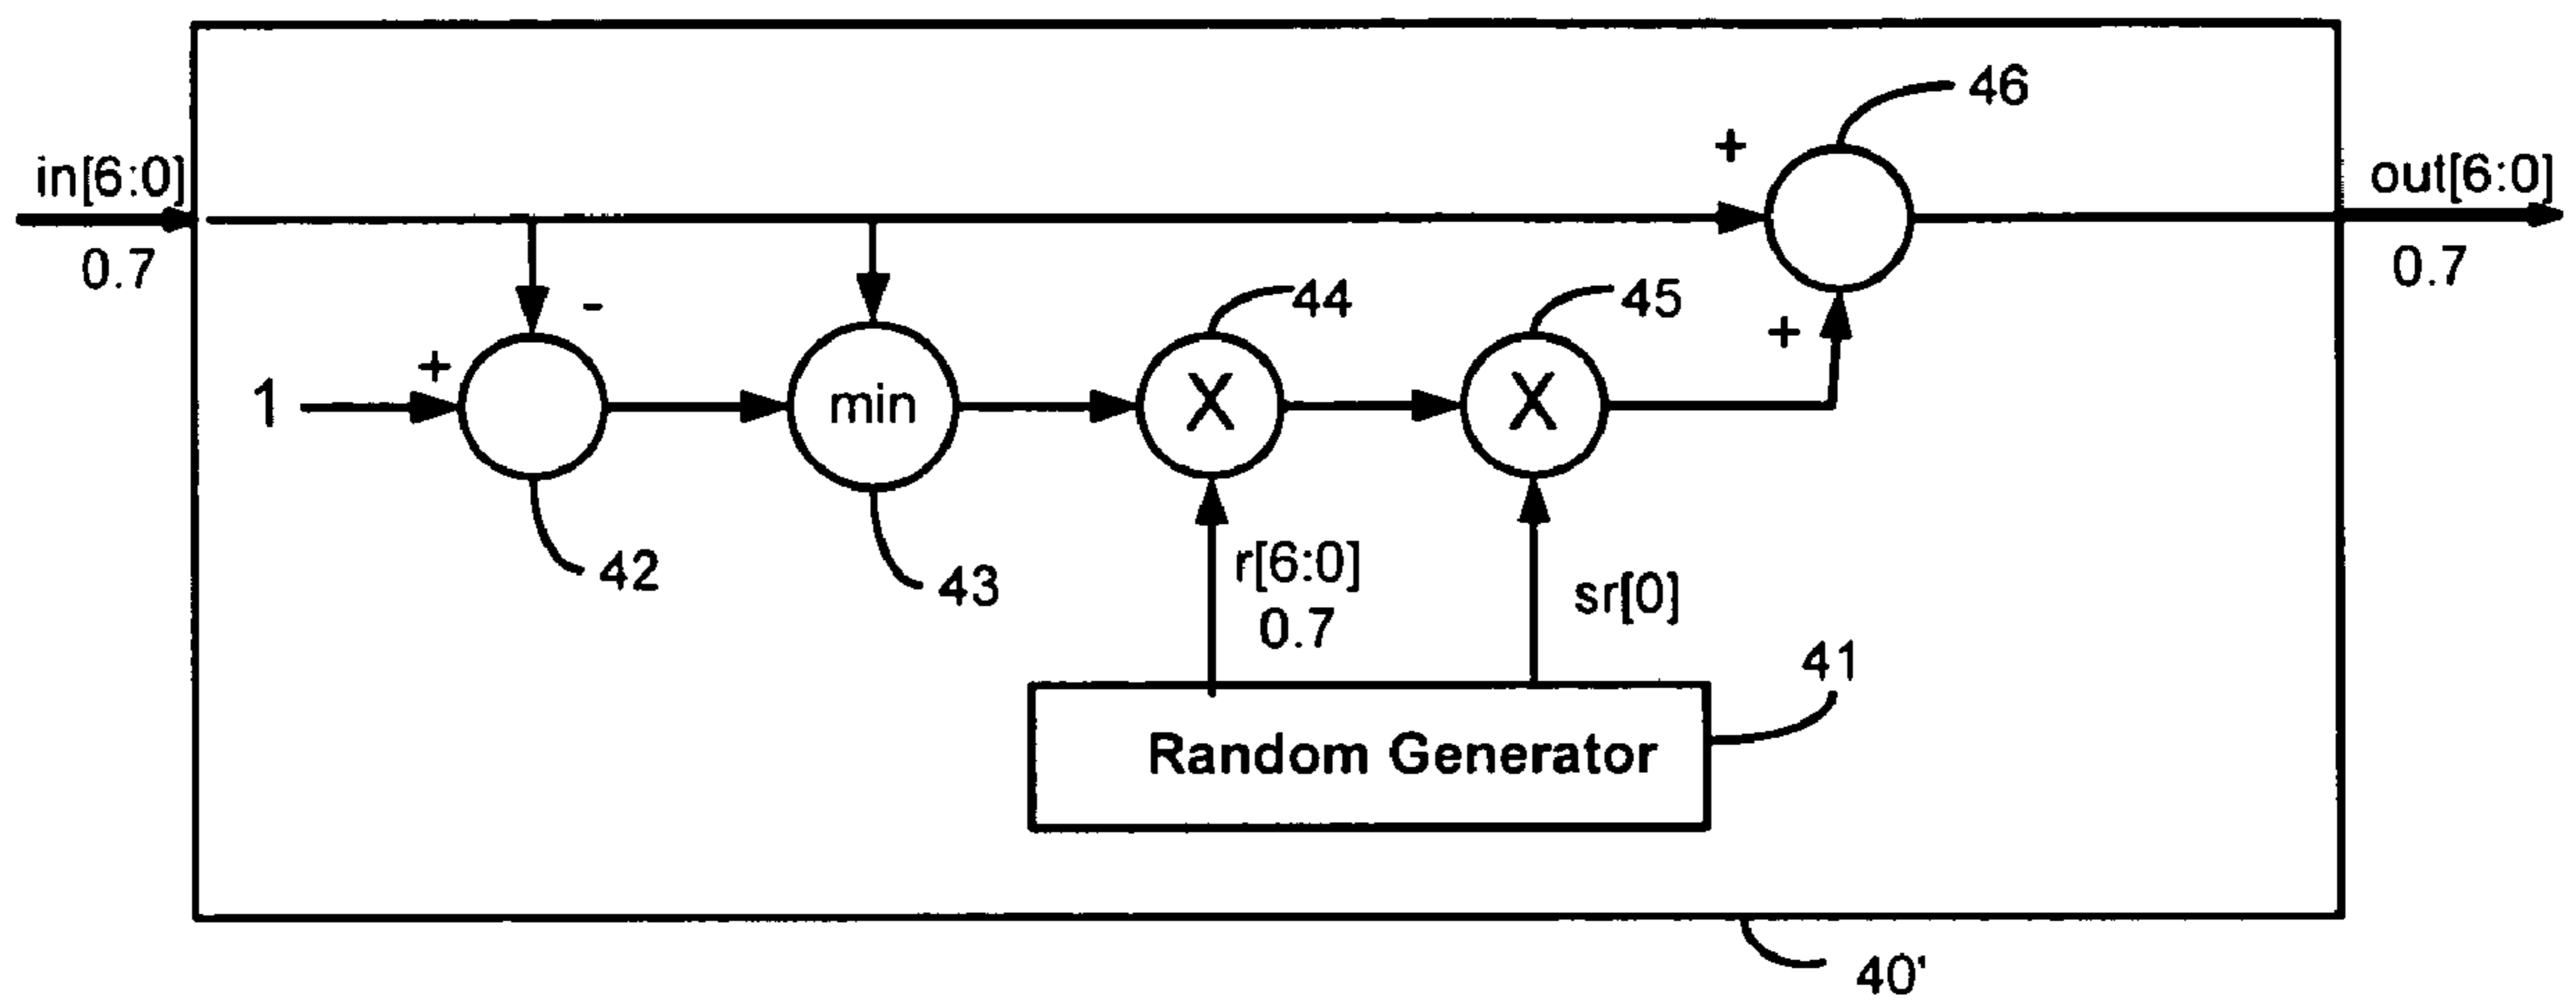 46
+
in[6:0]
out[6:0]
0.7
0.7
-
44
45
+
+
1
min
X
X
42
43
r[6:0]
0.7
sr[0]
41
Random Generator
40'